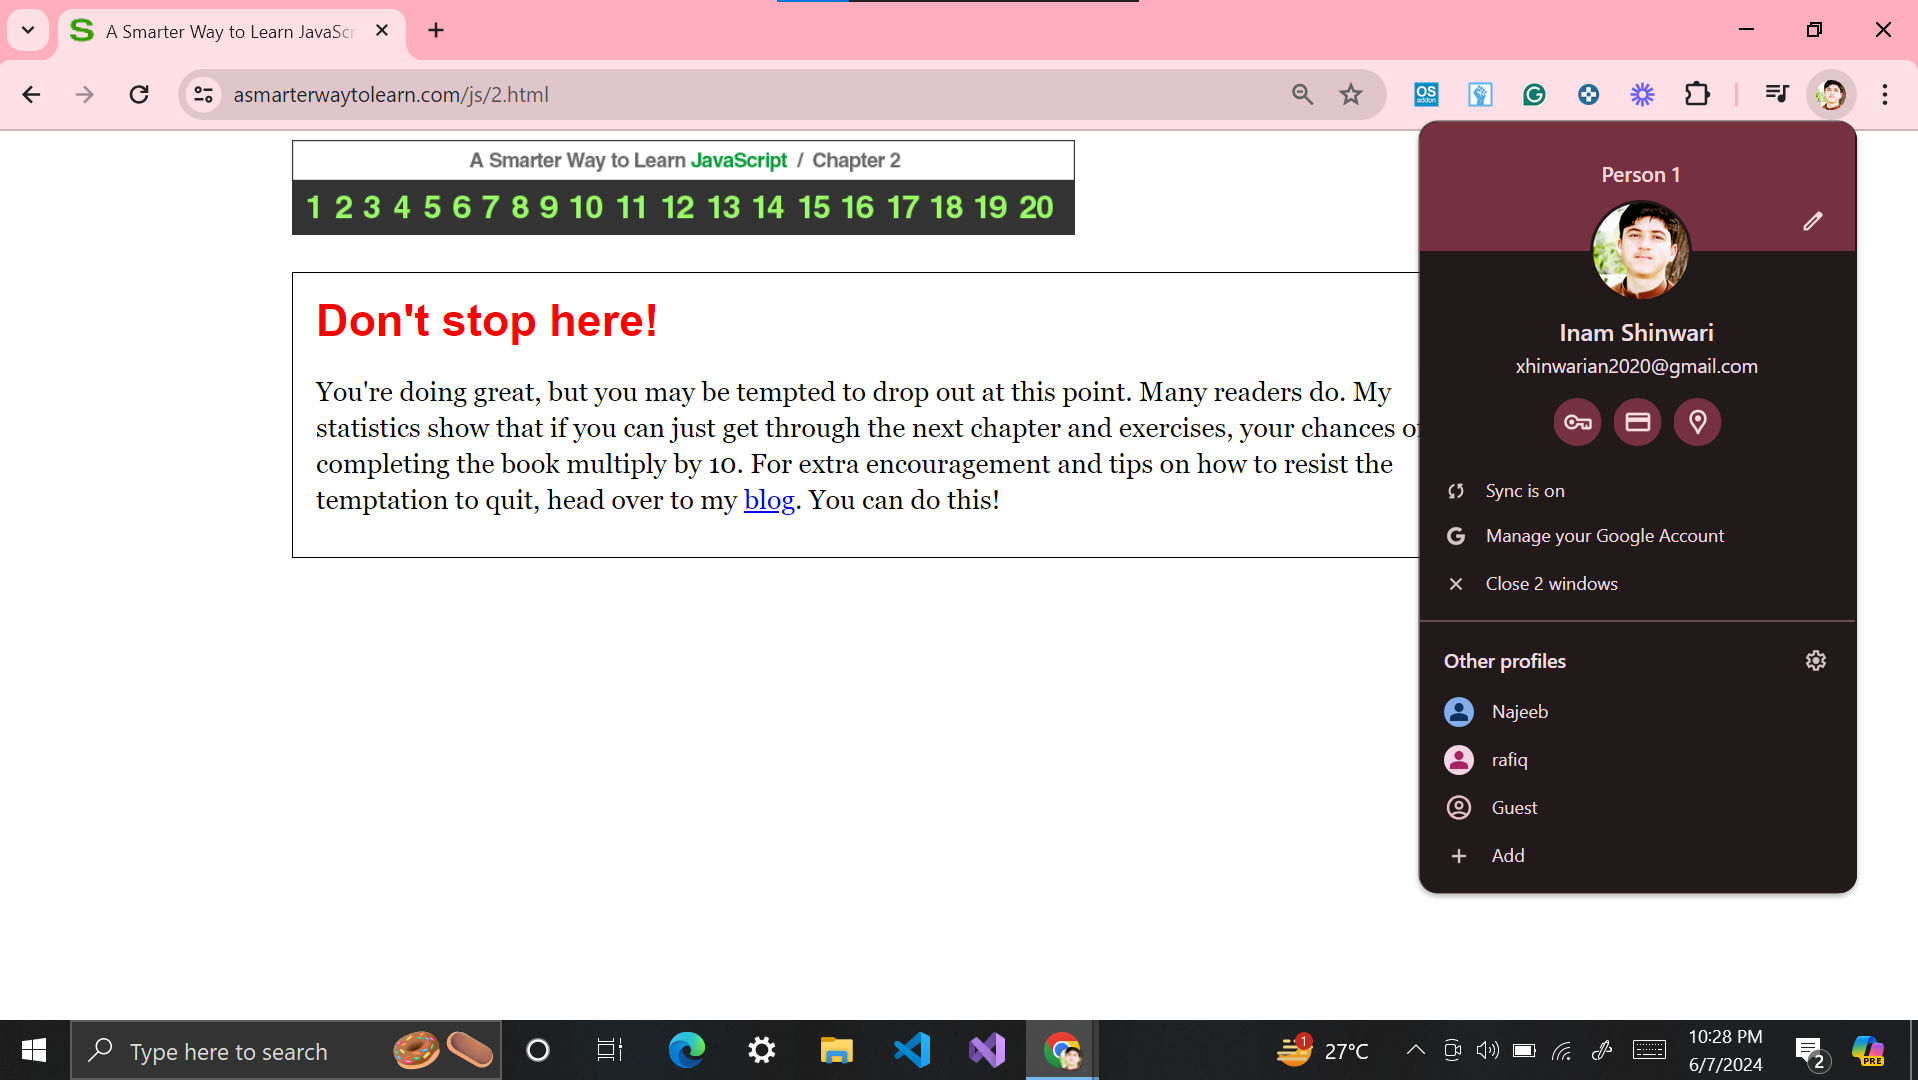 A Smarter Way to Learn JavaScr
asmarterwaytolearn.com/js/2.html
OS
addon
A Smarter Way to Learn JavaScript / Chapter 2
1 2 3 4 5 6 7 8 9 10 11 12 13 14 15 16 17 18 19 20
Don't stop here!
You're doing great, but you may be tempted to drop out at this point. Many readers do. My
statistics show that if you can just get through the next chapter and exercises, your chances o
completing the book multiply by 10. For extra encouragement and tips on how to resist the
temptation to quit, head over to my blog. You can do this!
Person 1
Inam Shinwari
xhinwarian2020@gmail.com
Sync is on
Manage your Google Account
Close 2 windows
Other profiles
Najeeb
rafiq
Guest
Add
Type here to search
1
27°C
10:28 PM
6/7/2024
2
PRE